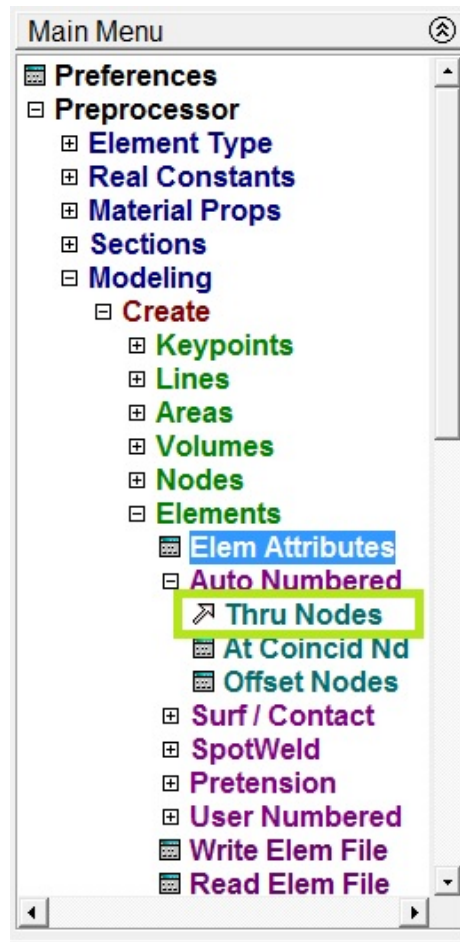 Main Menu
Preferences
Preprocessor
Element Type
Real Constants
Material Props
Sections
Modeling
Create
Keypoints
Lines
Areas
Volumes
Nodes
Elements
Elem Attributes
Auto Numbered
Thru Nodes
At Coincid Nd
Offset Nodes
Surf / Contact
SpotWeld
Pretension
User Numbered
Write Elem File
Read Elem File